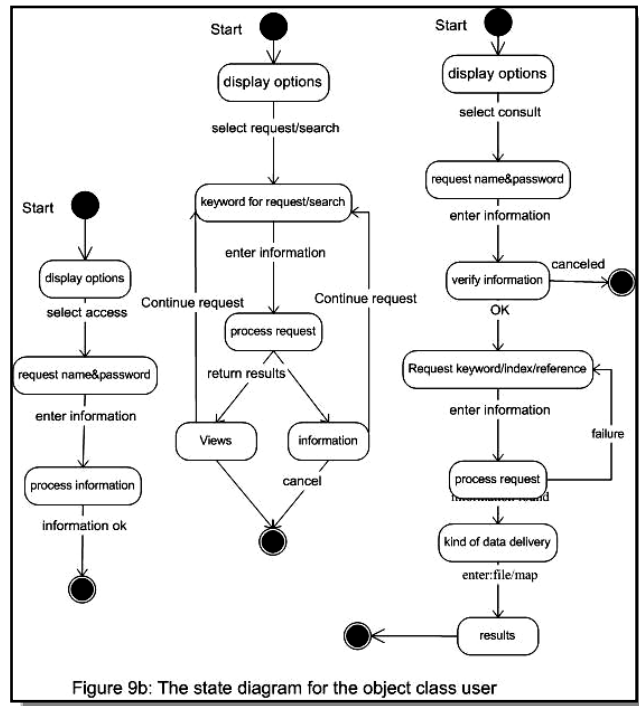 Start
display options
select access
request name&password
enter information
process information
information ok
Start
display options
select request/search
keyword for request/search
enter information
Continue request
Continue request
process request
return results
Views
information
cancel
Start
display options
select consult
request name&password
enter information
verify information
canceled
OK
Request keyword/index/reference
enter information
failure
process request
kind of data delivery
enter:file/map
results
Figure 9b: The state diagram for the object class user